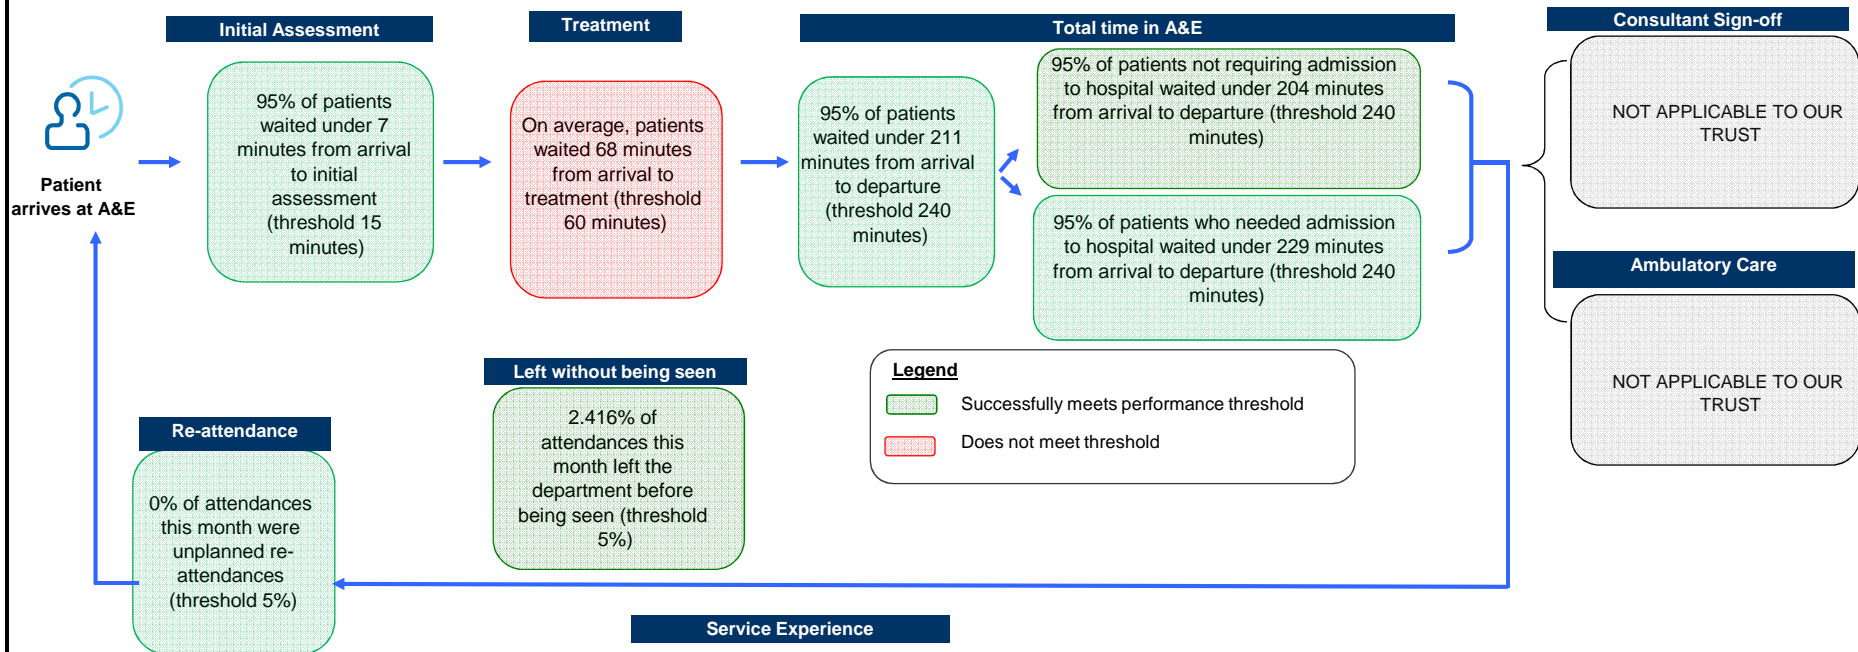 Initial Assessment
Treatment
Total time in A&E
Consultant Sign-off
Patient
arrives at A&E
95% of patients
waited under 7
minutes from arrival
to initial
assessment
(threshold 15
minutes)
On average, patients
waited 68 minutes
from arrival to
treatment (threshold
60 minutes)
95% of patients
waited under 211
minutes from arrival
to departure
(threshold 240
minutes)
95% of patients not requiring admission
to hospital waited under 204 minutes
from arrival to departure (threshold 240
minutes)
95% of patients who needed admission
to hospital waited under 229 minutes
from arrival to departure (threshold 240
minutes)
NOT APPLICABLE TO OUR
TRUST
Ambulatory Care
NOT APPLICABLE TO OUR
TRUST
Left without being seen
2.416% of
attendances this
month left the
department before
being seen (threshold
5%)
Legend
Successfully meets performance threshold
Does not meet threshold
Re-attendance
0% of attendances
this month were
unplanned re-
attendances
(threshold 5%)
Service Experience